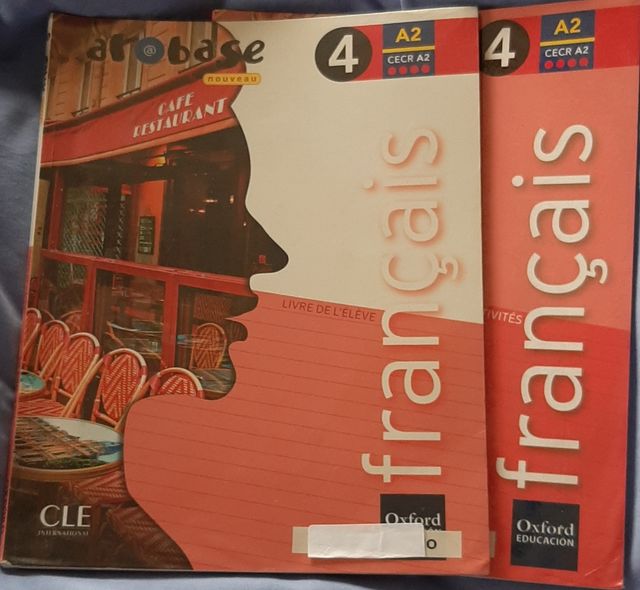 arobase
nouveau
4
A2
CECR A2
CAFE
RESTAURANT
LIVRE DE L'ÉLÈVE
français
CLE
INTERNATIONAL
Oxford
O
4
A2
CECR A2
français
Oxford
EDUCACIÓN